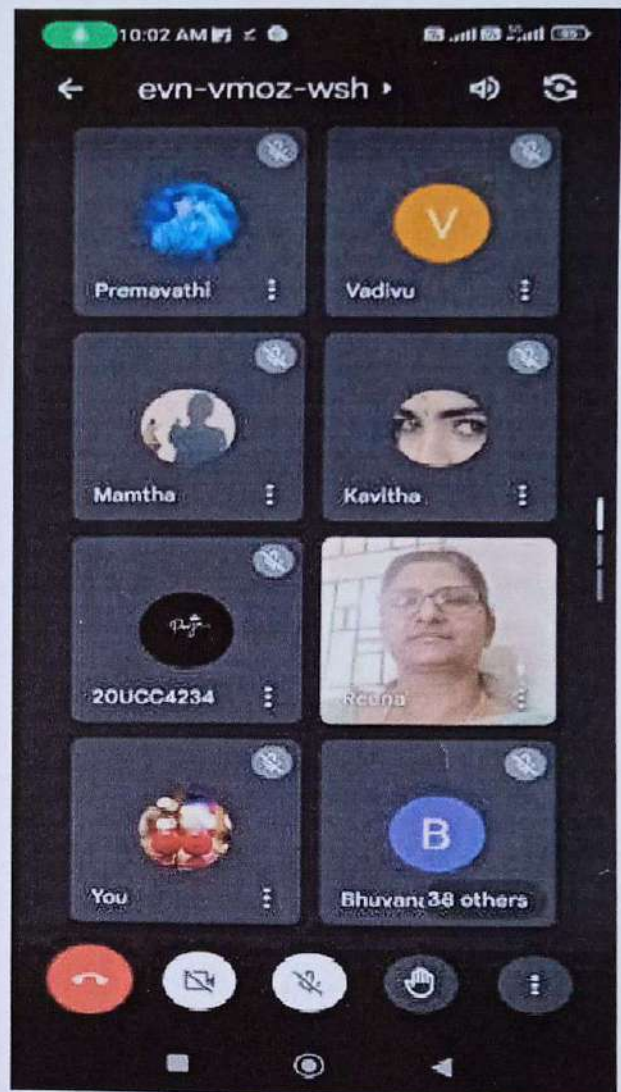 10:02 AM
evn-vmoz-wsh
Premavathi
V
Vadivu
Mamtha
Kavitha
20UCC4234
Reena
You
B
Bhuvan 38 others